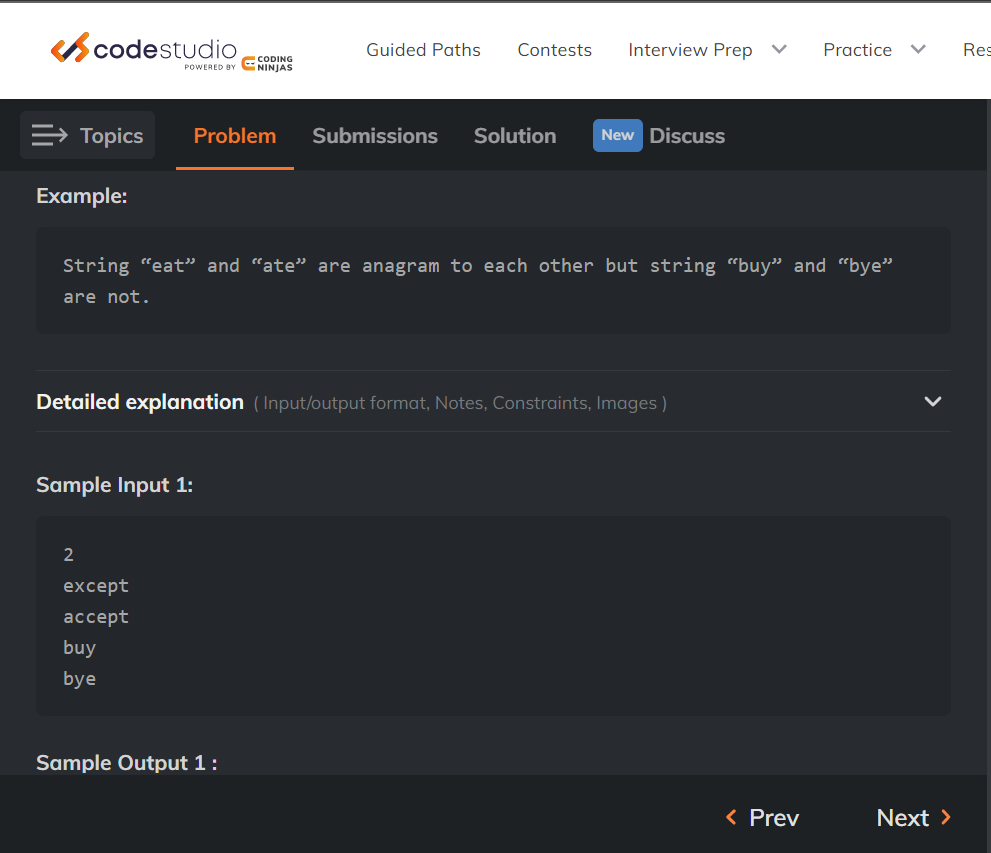 codestudio
POWERED BY CODING NINJAS
Guided Paths Contests Interview Prep Practice Res
Topics Problem Submissions Solution New Discuss
Example:
String “eat” and “ate” are anagram to each other but string “buy” and “bye”
are not.
Detailed explanation ( Input/output format, Notes, Constraints, Images )
Sample Input 1:
2
except
accept
buy
bye
Sample Output 1 :
Prev Next